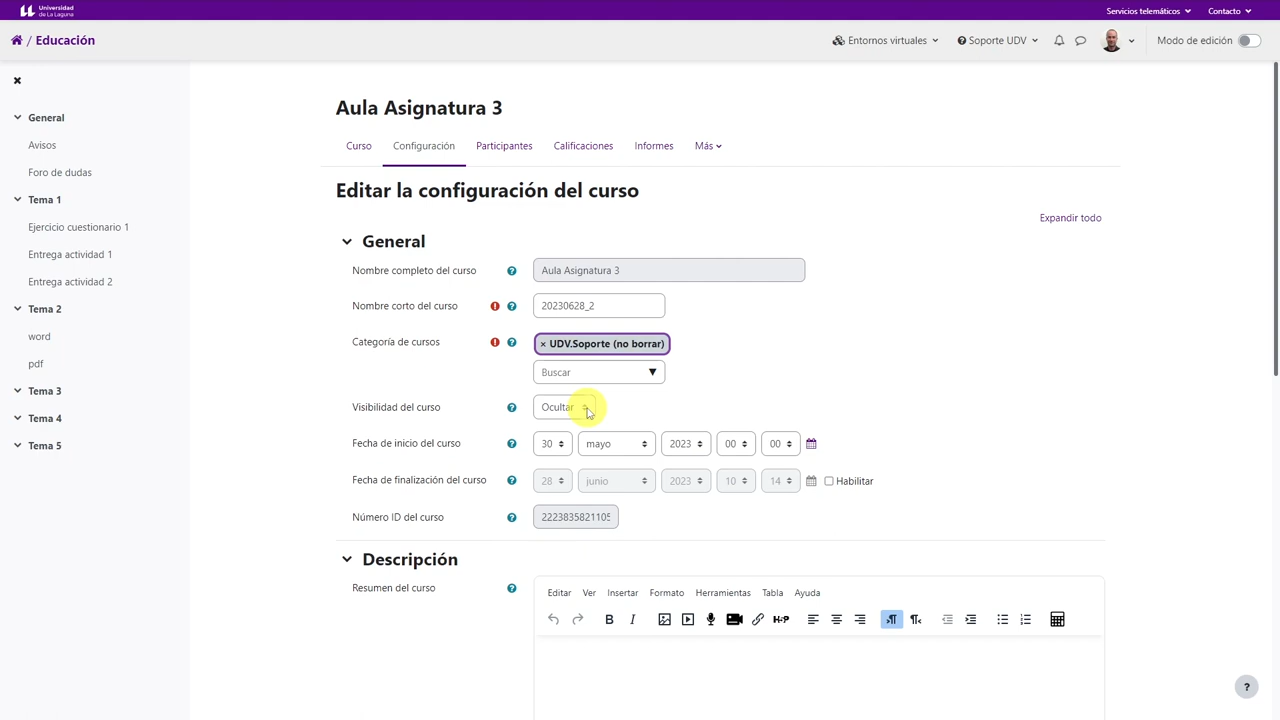 Universidad
de La Laguna
Servicios telemáticos
Contacto
/ Educación
Entornos virtuales
Soporte UDV
Modo de edición
General
Avisos
Foro de dudas
Tema 1
Ejercicio cuestionario 1
Entrega actividad 1
Entrega actividad 2
Tema 2
word
pdf
Tema 3
Tema 4
Tema 5
Aula Asignatura 3
Curso
Configuración
Participantes
Calificaciones
Informes
Más
Editar la configuración del curso
Expandir todo
General
Nombre completo del curso
Aula Asignatura 3
Nombre corto del curso
20230628_2
Categoría de cursos
× UDV.Soporte (no borrar)
Buscar
Visibilidad del curso
Ocultar
Fecha de inicio del curso
30 mayo 2023 00 00
Fecha de finalización del curso
28 junio 2023 10 14 Habilitar
Número ID del curso
2223835821105
Descripción
Resumen del curso
Editar Ver Insertar Formato Herramientas Tabla Ayuda
B I H-P
?